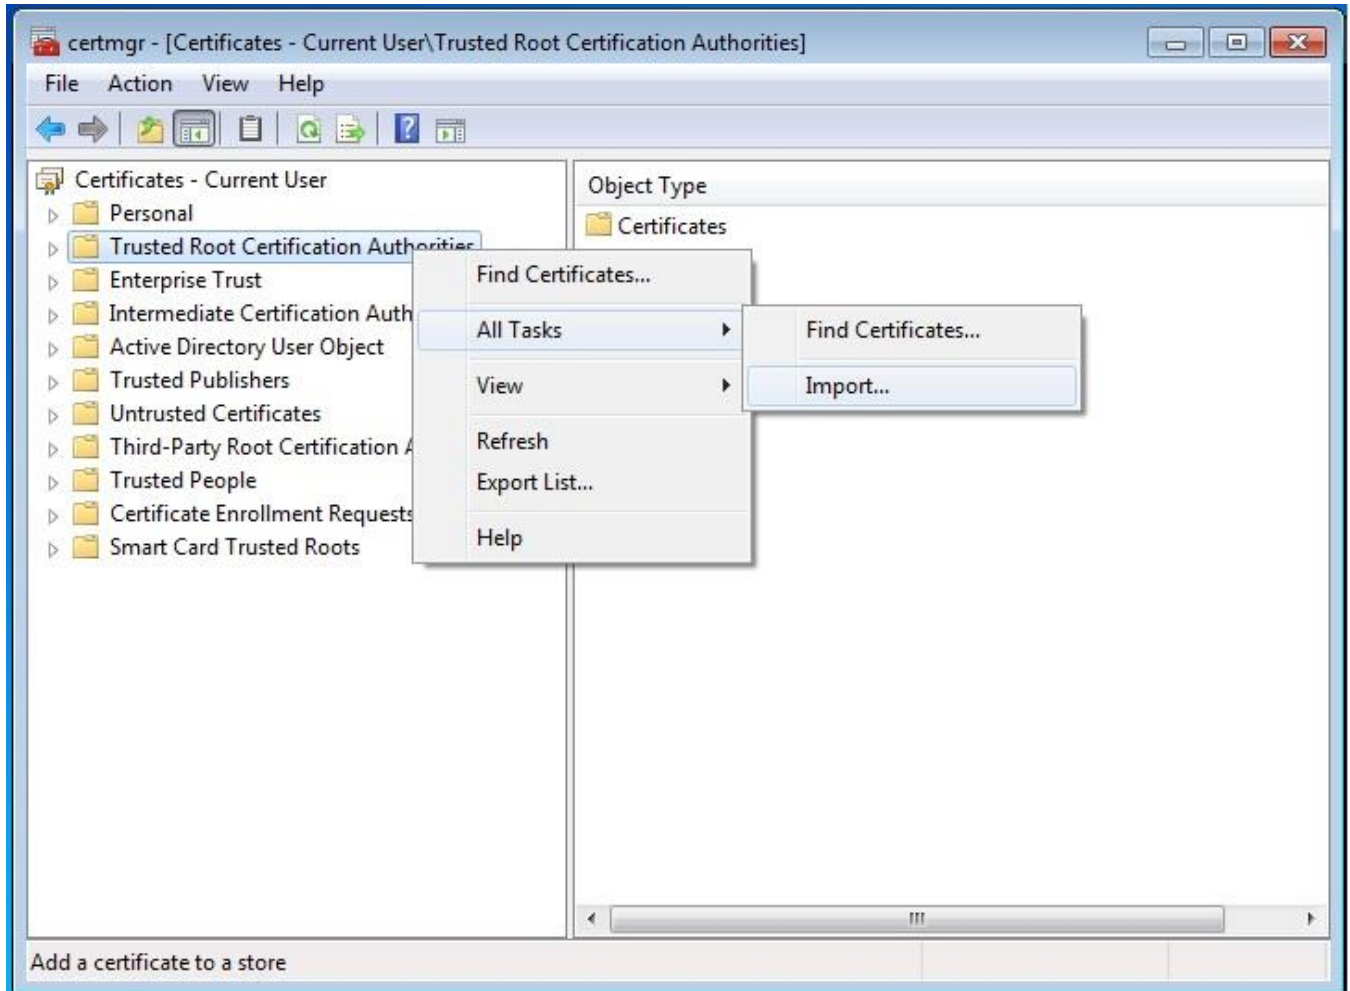 certmgr - [Certificates - Current User\Trusted Root Certification Authorities]
File Action View Help
Certificates - Current User
Personal
Trusted Root Certification Authorities
Enterprise Trust
Intermediate Certification Auth
Active Directory User Object
Trusted Publishers
Untrusted Certificates
Third-Party Root Certification A
Trusted People
Certificate Enrollment Requests
Smart Card Trusted Roots
Object Type
Certificates
Find Certificates...
All Tasks
View
Refresh
Export List...
Help
Find Certificates...
Import...
Add a certificate to a store